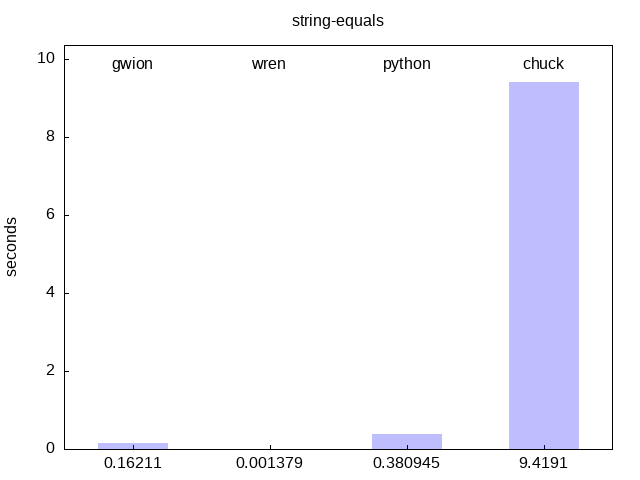 string-equals
gwion wren python chuck
10
8
6
4
2
0
seconds
0.16211 0.001379 0.380945 9.4191